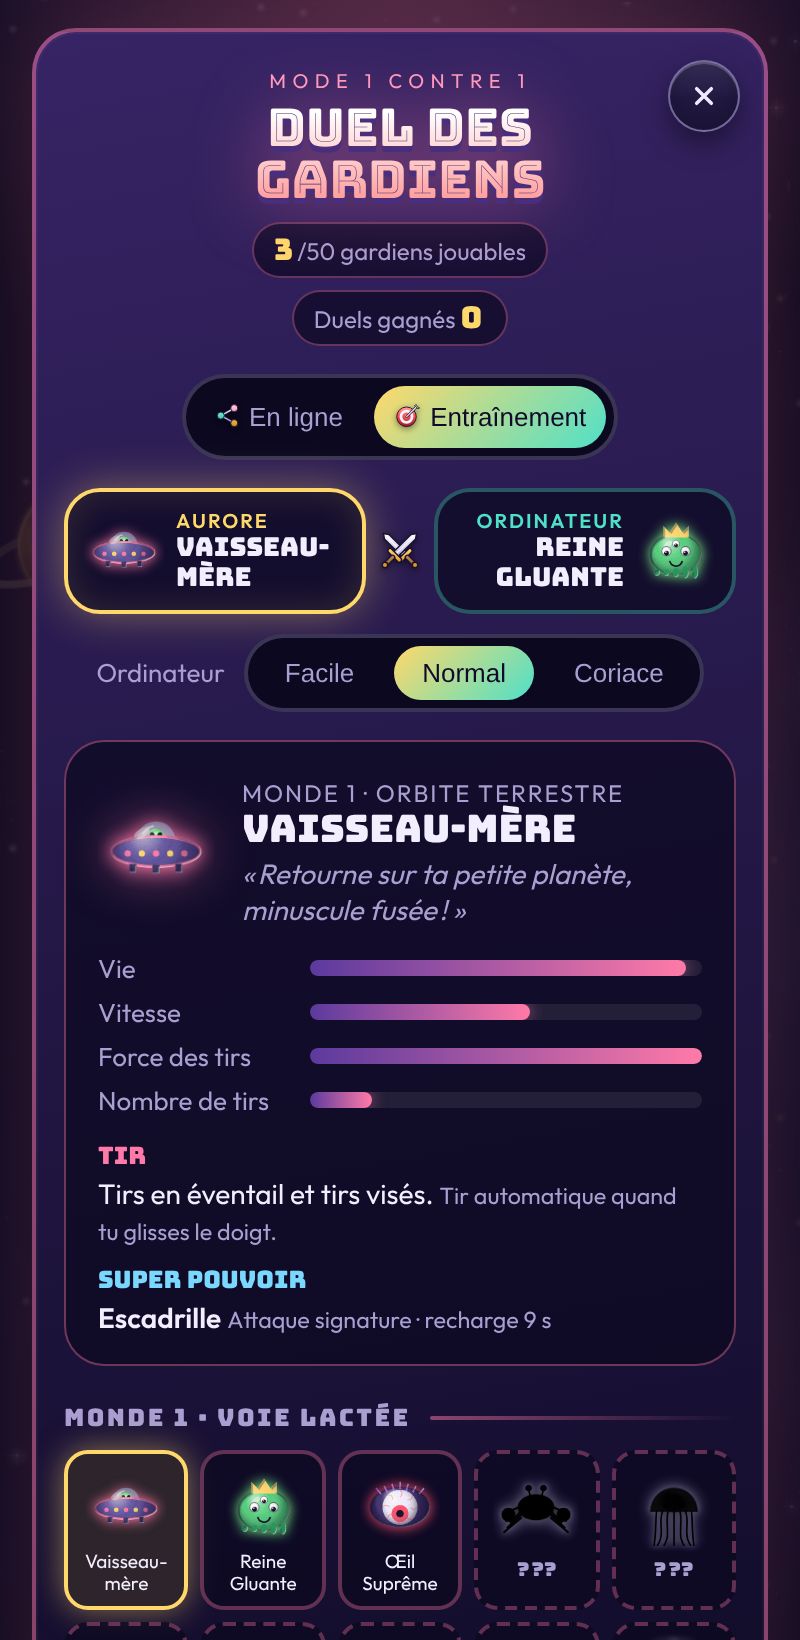 MODE 1 CONTRE 1
DUEL DES
GARDIENS
3 /50 gardiens jouables
Duels gagnés 0
En ligne
Entraînement
AURORE
VAISSEAU-
MÈRE
ORDINATEUR
REINE
GLUANTE
Ordinateur
Facile
Normal
Coriace
MONDE 1 · ORBITE TERRESTRE
VAISSEAU-MÈRE
« Retourne sur ta petite planète,
minuscule fusée ! »
Vie
Vitesse
Force des tirs
Nombre de tirs
TIR
Tirs en éventail et tirs visés. Tir automatique quand
tu glisses le doigt.
SUPER POUVOIR
Escadrille Attaque signature · recharge 9 s
MONDE 1 · VOIE LACTÉE
Vaisseau-
mère
Reine
Gluante
Œil
Suprême
???
???